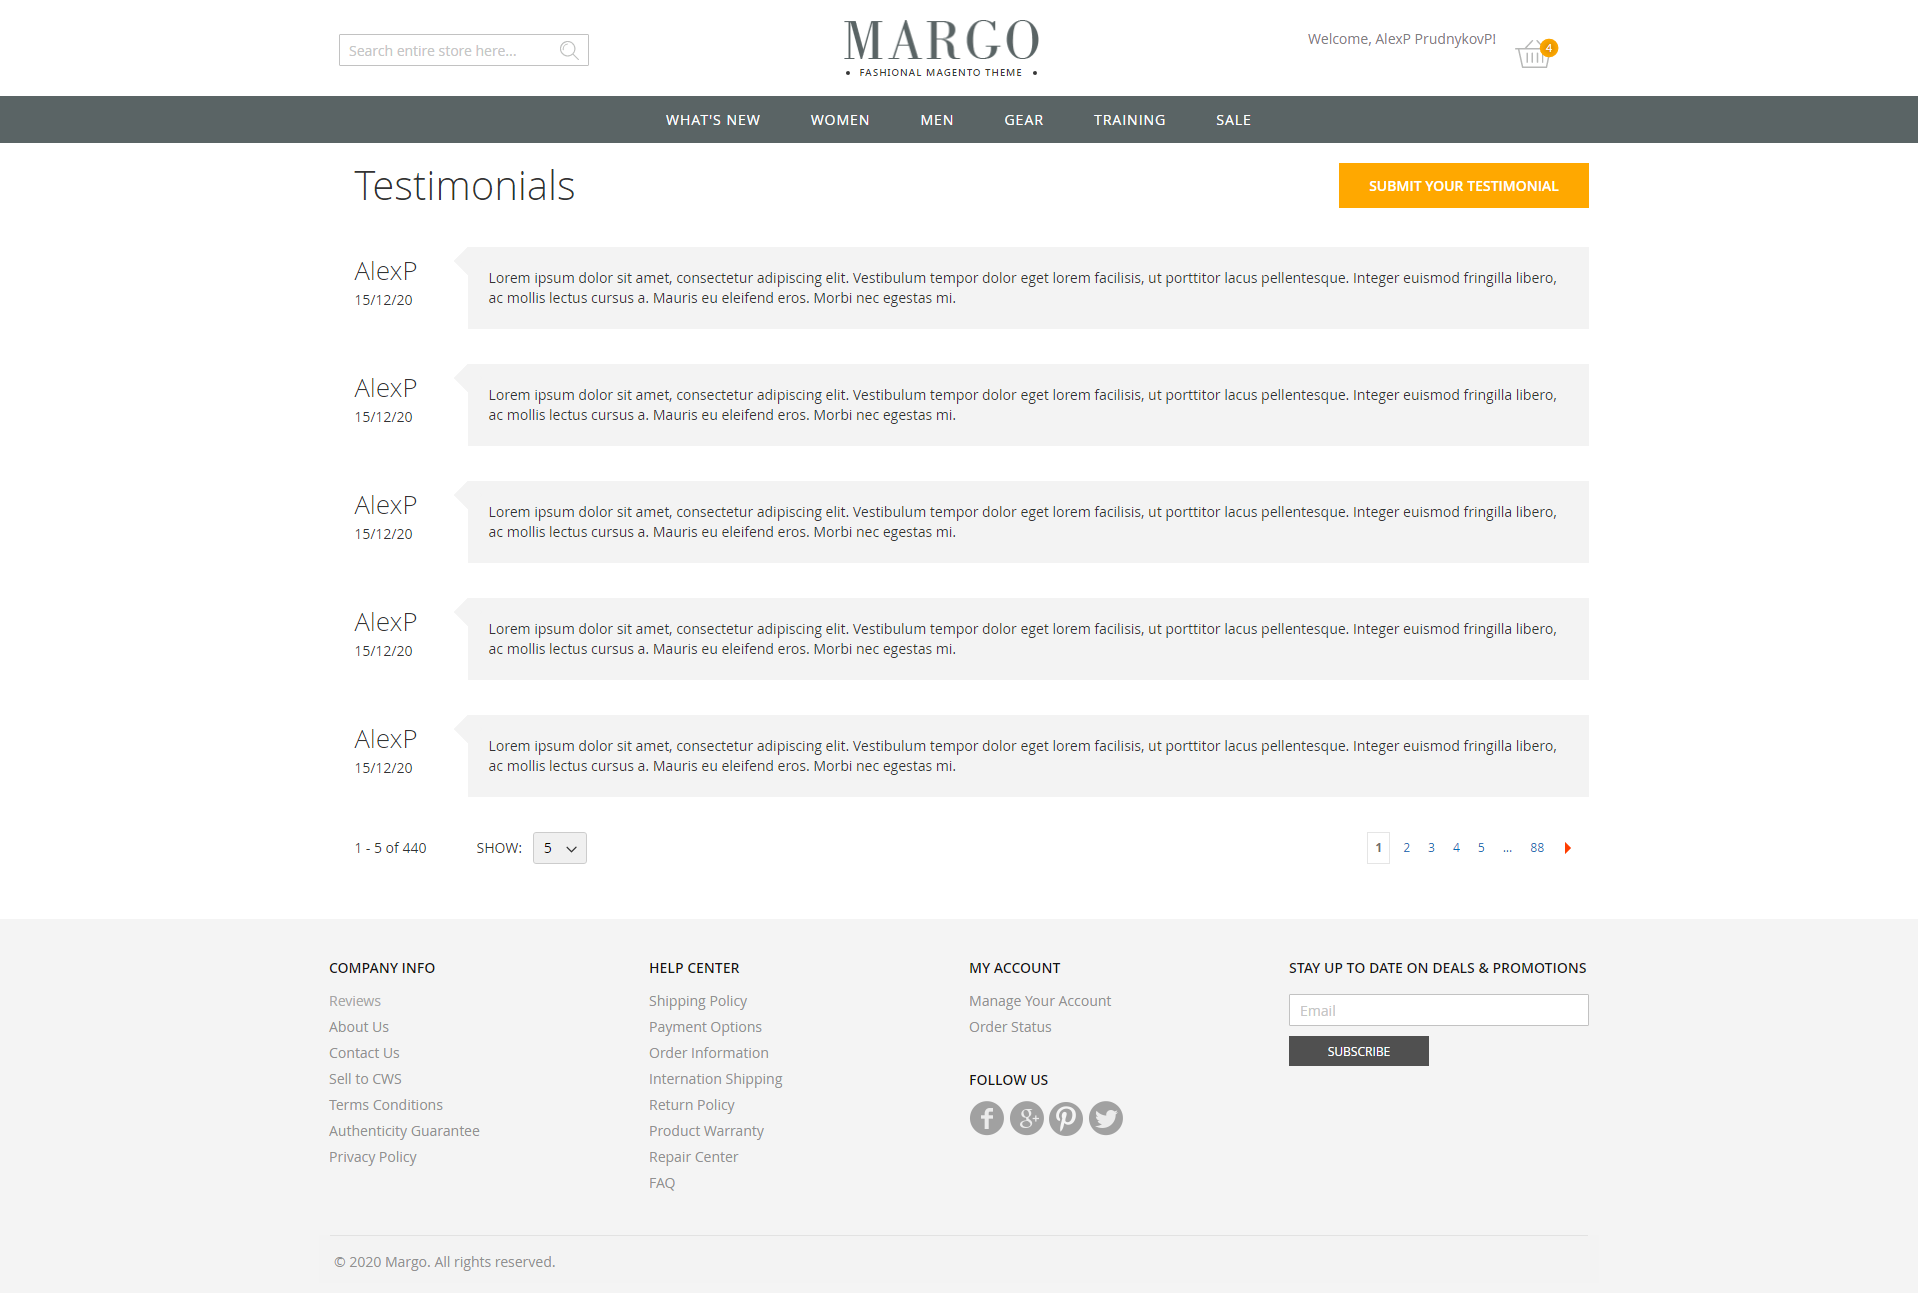 Search entire store here...
MARGO
• FASHIONAL MAGENTO THEME •
Welcome, AlexP PrudnykovP!
4
WHAT'S NEW WOMEN MEN GEAR TRAINING SALE
Testimonials
SUBMIT YOUR TESTIMONIAL
AlexP
15/12/20
Lorem ipsum dolor sit amet, consectetur adipiscing elit. Vestibulum tempor dolor eget lorem facilisis, ut porttitor lacus pellentesque. Integer euismod fringilla libero,
ac mollis lectus cursus a. Mauris eu eleifend eros. Morbi nec egestas mi.
AlexP
15/12/20
Lorem ipsum dolor sit amet, consectetur adipiscing elit. Vestibulum tempor dolor eget lorem facilisis, ut porttitor lacus pellentesque. Integer euismod fringilla libero,
ac mollis lectus cursus a. Mauris eu eleifend eros. Morbi nec egestas mi.
AlexP
15/12/20
Lorem ipsum dolor sit amet, consectetur adipiscing elit. Vestibulum tempor dolor eget lorem facilisis, ut porttitor lacus pellentesque. Integer euismod fringilla libero,
ac mollis lectus cursus a. Mauris eu eleifend eros. Morbi nec egestas mi.
AlexP
15/12/20
Lorem ipsum dolor sit amet, consectetur adipiscing elit. Vestibulum tempor dolor eget lorem facilisis, ut porttitor lacus pellentesque. Integer euismod fringilla libero,
ac mollis lectus cursus a. Mauris eu eleifend eros. Morbi nec egestas mi.
AlexP
15/12/20
Lorem ipsum dolor sit amet, consectetur adipiscing elit. Vestibulum tempor dolor eget lorem facilisis, ut porttitor lacus pellentesque. Integer euismod fringilla libero,
ac mollis lectus cursus a. Mauris eu eleifend eros. Morbi nec egestas mi.
1 - 5 of 440 SHOW: 5
1 2 3 4 5 ... 88
COMPANY INFO
Reviews
About Us
Contact Us
Sell to CWS
Terms Conditions
Authenticity Guarantee
Privacy Policy
HELP CENTER
Shipping Policy
Payment Options
Order Information
Internation Shipping
Return Policy
Product Warranty
Repair Center
FAQ
MY ACCOUNT
Manage Your Account
Order Status
FOLLOW US
STAY UP TO DATE ON DEALS & PROMOTIONS
Email
SUBSCRIBE
© 2020 Margo. All rights reserved.